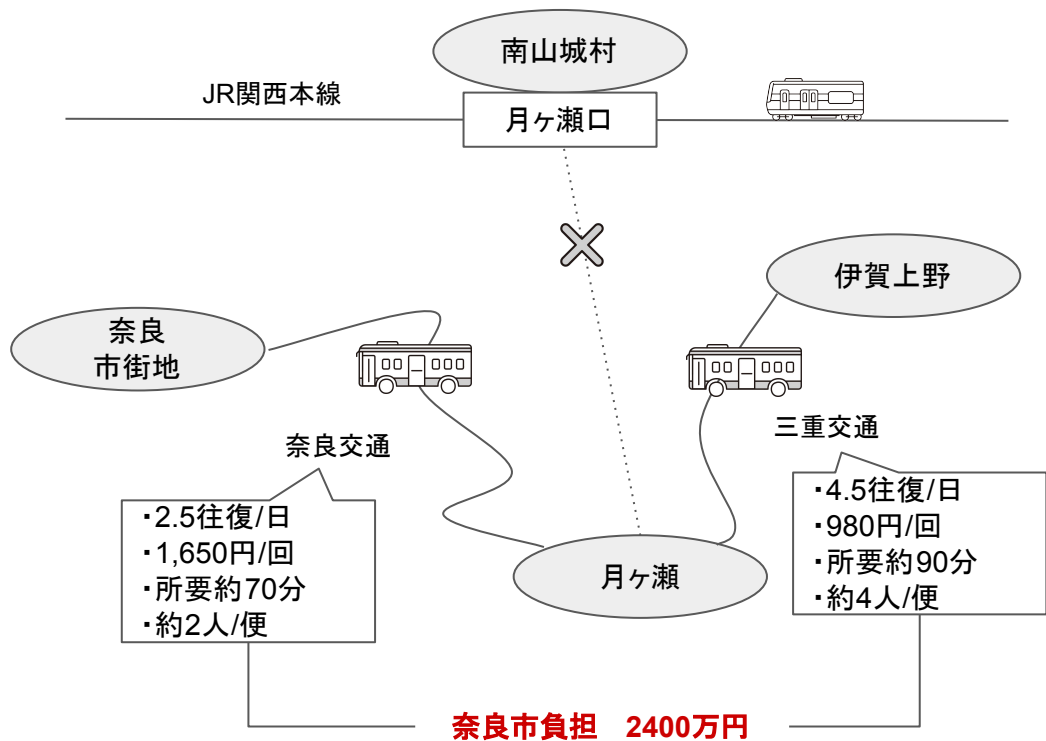 南山城村
JR関西本線
月ヶ瀬口
伊賀上野
奈良
市街地
奈良交通
三重交通
・2.5往復/日
・1,650円/回
・所要約70分
・約2人/便
・4.5往復/日
・980円/回
・所要約90分
・約4人/便
月ヶ瀬
奈良市負担　2400万円